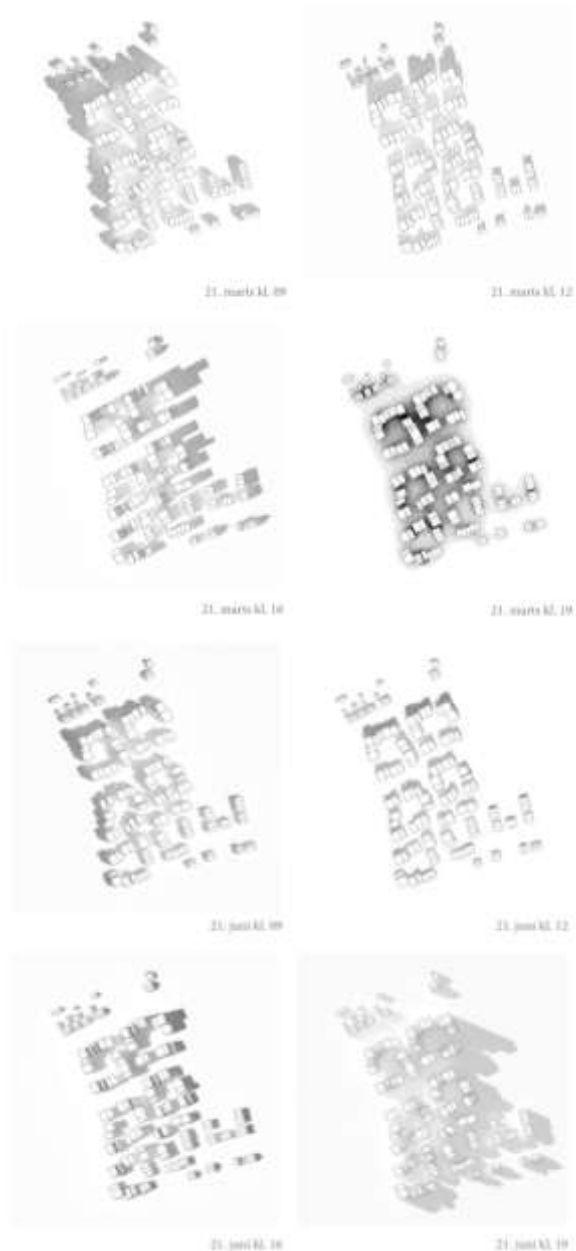 21. marts kl. 09
21. marts kl. 12
21. marts kl. 16
21. marts kl. 19
21. juni kl. 09
21. juni kl. 12
21. juni kl. 16
21. juni kl. 19